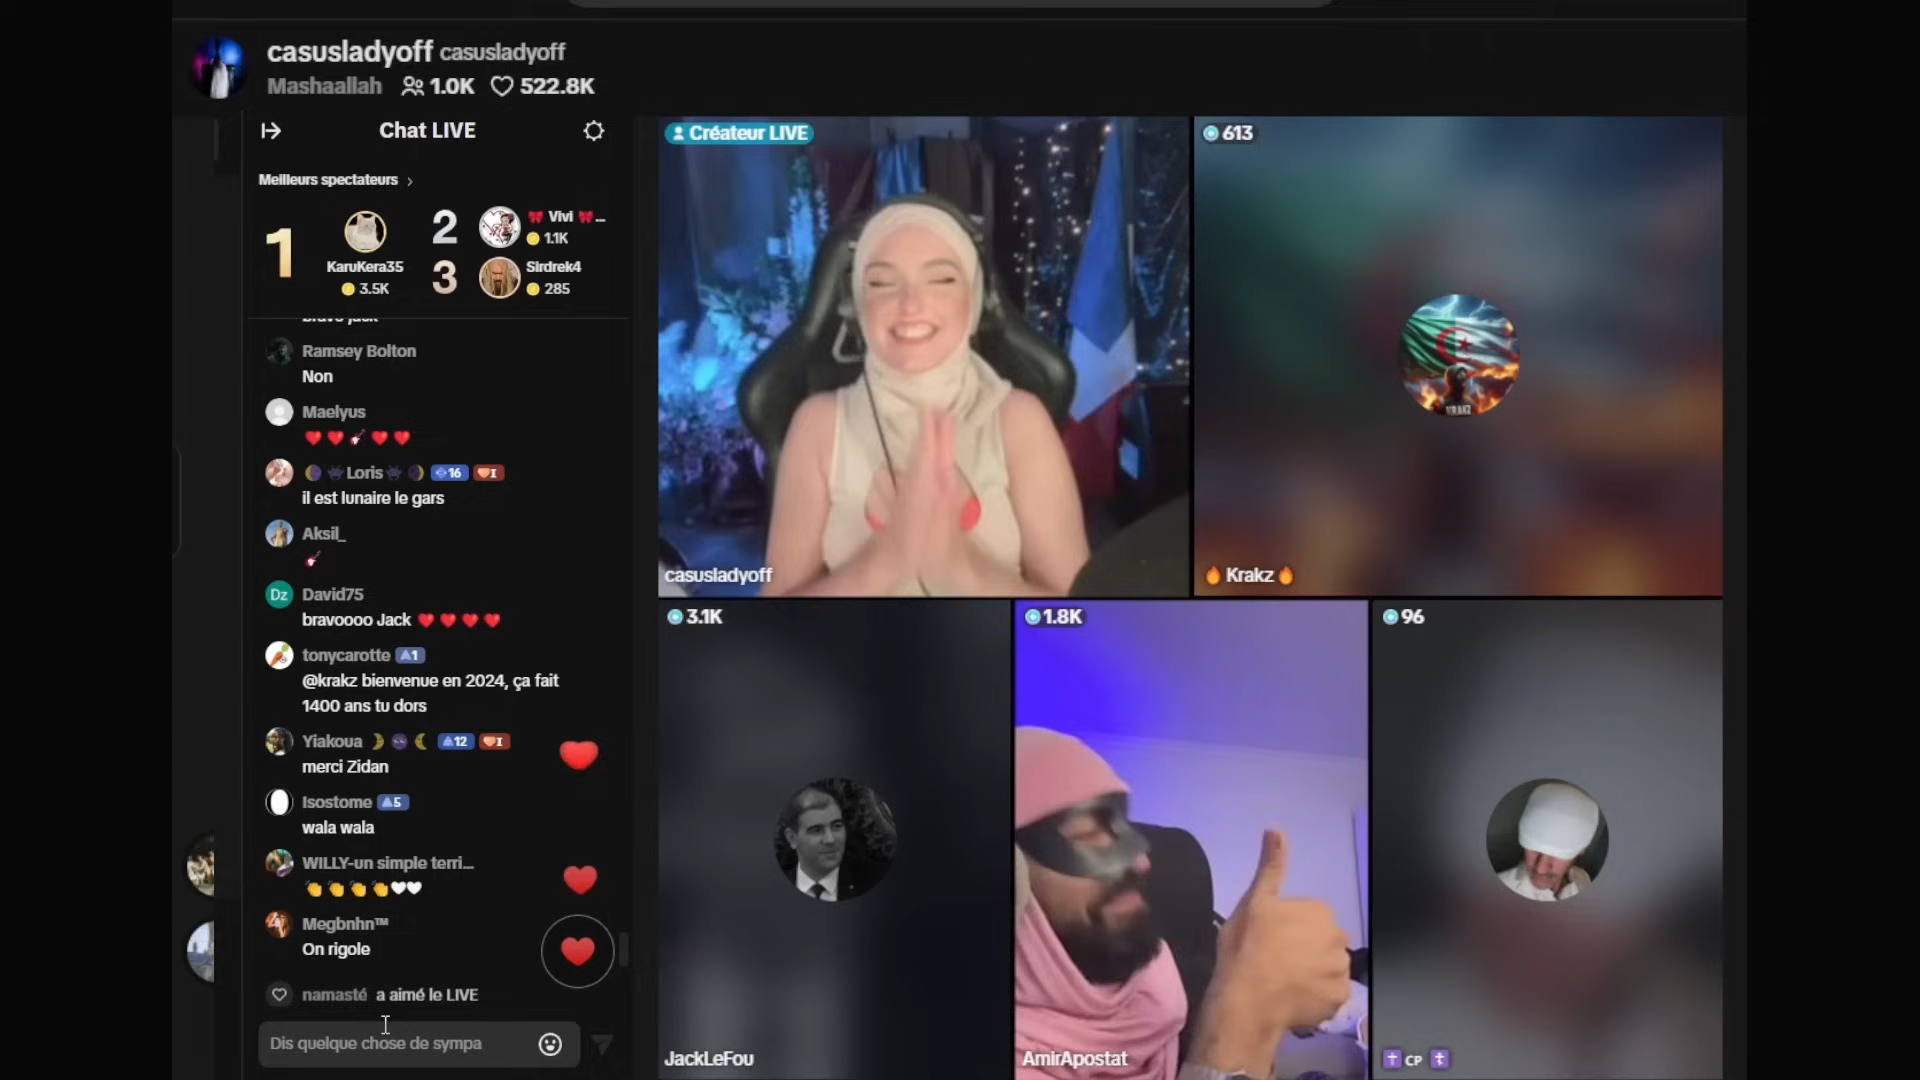 casusladyoff casusladyoff
Mashaallah 1.0K 522.8K
Chat LIVE
Meilleurs spectateurs
1
KaruKera35
3.5K
2
Vivi ...
1.1K
3
Sirdrek4
285
bravo jack
Ramsey Bolton
Non
Maelyus
❤️❤️🎸❤️❤️
Loris 16 I
il est lunaire le gars
Aksil_
🎸
Dz David75
bravoooo Jack ❤️ ❤️ ❤️ ❤️
tonycarotte 1
@krakz bienvenue en 2024, ça fait
1400 ans tu dors
Yiakoua 12 I
merci Zidan
Isostome 5
wala wala
WILLY-un simple terri...
👏👏👏👏🤍🤍
Megbnhn™
On rigole
namasté a aimé le LIVE
Dis quelque chose de sympa
Créateur LIVE
casusladyoff
613
🔥 Krakz 🔥
3.1K
JackLeFou
1.8K
AmirApostat
96
✝️ CP ☦️